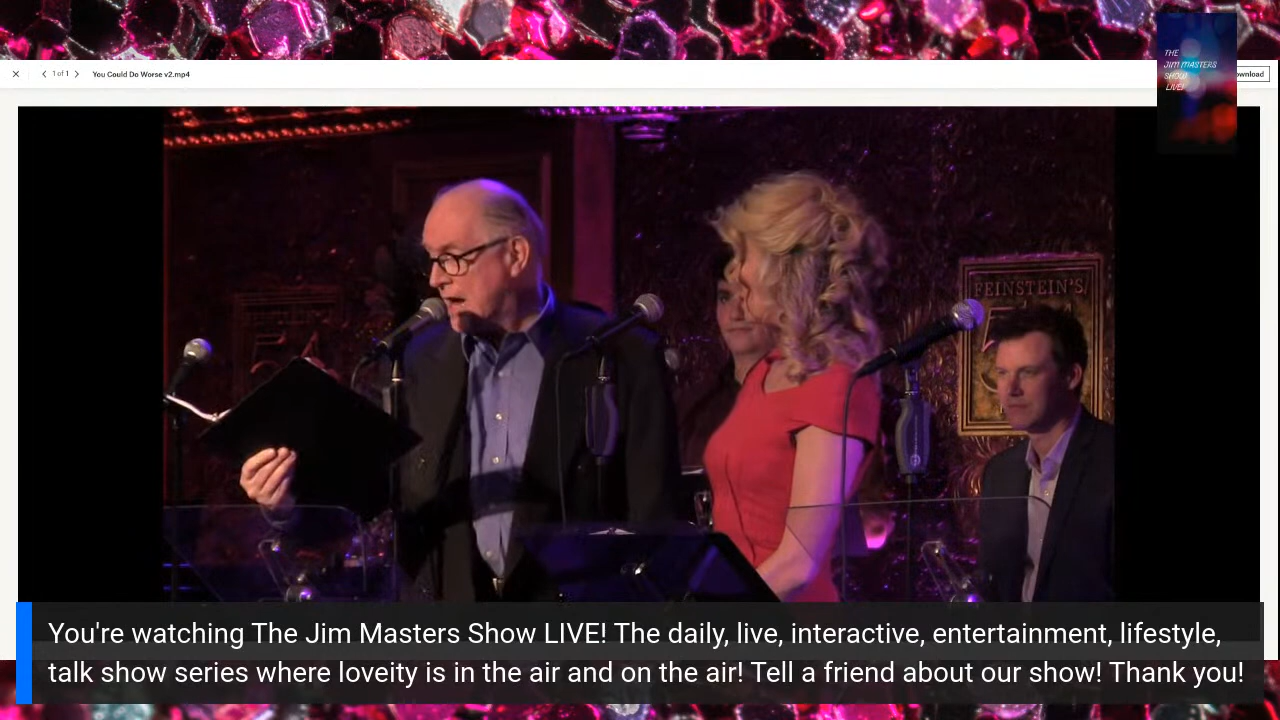 1 of 1
You Could Do Worse v2.mp4
ownload
THE
JIM MASTERS
SHOW
LIVE!
FEINSTEIN'S/
54
You're watching The Jim Masters Show LIVE! The daily, live, interactive, entertainment, lifestyle,
talk show series where loveity is in the air and on the air! Tell a friend about our show! Thank you!